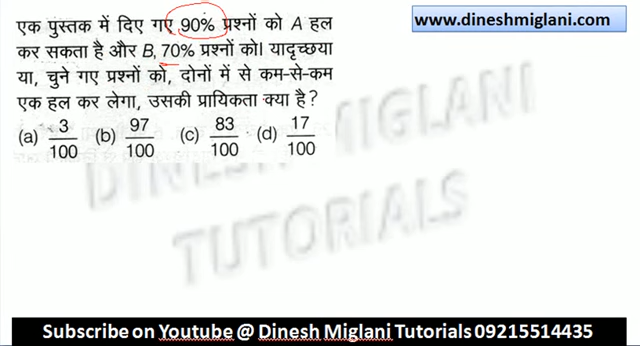 www.dineshmiglani.com
एक पुस्तक में दिए गए 90% प्रश्नों को A हल
कर सकता है और B, 70% प्रश्नों को। यादृच्छया
या, चुने गए प्रश्नों को, दोनों में से कम-से-कम
एक हल कर लेगा, उसकी प्रायिकता क्या है?
(a) 3/100 (b) 97/100 (c) 83/100 (d) 17/100
DINESH MIGLANI
TUTORIALS
Subscribe on Youtube @ Dinesh Miglani Tutorials 09215514435